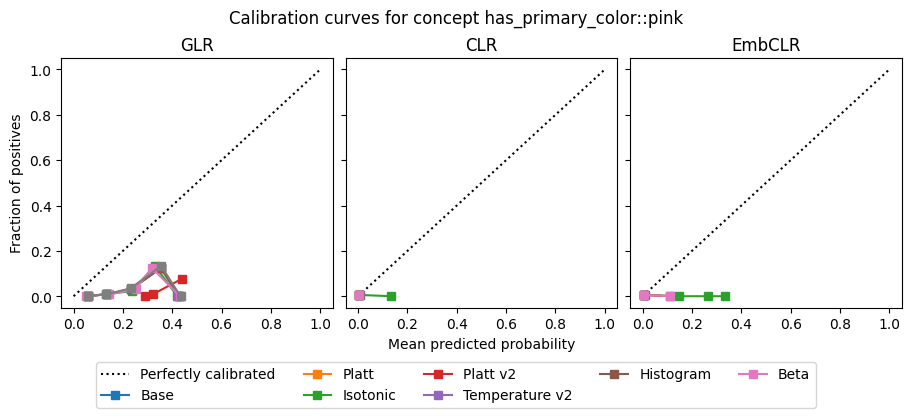 Calibration curves for concept has_primary_color::pink
GLR
CLR
EmbCLR
Fraction of positives
1.0
0.8
0.6
0.4
0.2
0.0
0.0 0.2 0.4 0.6 0.8 1.0
0.0 0.2 0.4 0.6 0.8 1.0
0.0 0.2 0.4 0.6 0.8 1.0
Mean predicted probability
Perfectly calibrated
Base
Platt
Isotonic
Platt v2
Temperature v2
Histogram
Beta